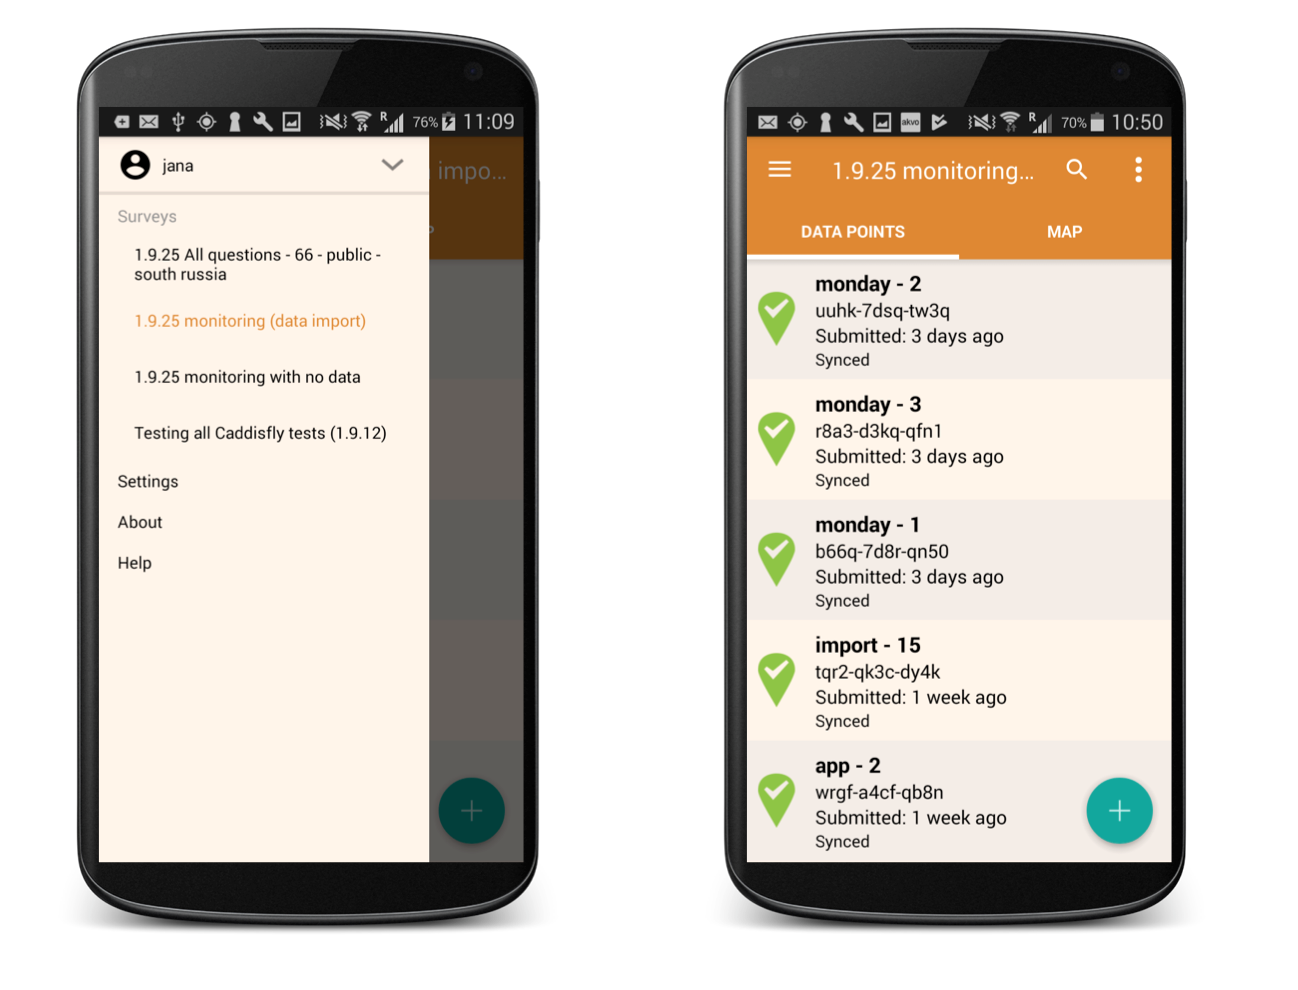 R
76%
11:09
jana
impo...
Surveys
1.9.25 All questions - 66 - public -
south russia
1.9.25 monitoring (data import)
1.9.25 monitoring with no data
Testing all Caddisfly tests (1.9.12)
Settings
About
Help
akvo
R
70%
10:50
1.9.25 monitoring...
DATA POINTS
MAP
monday - 2
uuhk-7dsq-tw3q
Submitted: 3 days ago
Synced
monday - 3
r8a3-d3kq-qfn1
Submitted: 3 days ago
Synced
monday - 1
b66q-7d8r-qn50
Submitted: 3 days ago
Synced
import - 15
tqr2-qk3c-dy4k
Submitted: 1 week ago
Synced
app - 2
wrgf-a4cf-qb8n
Submitted: 1 week ago
Synced